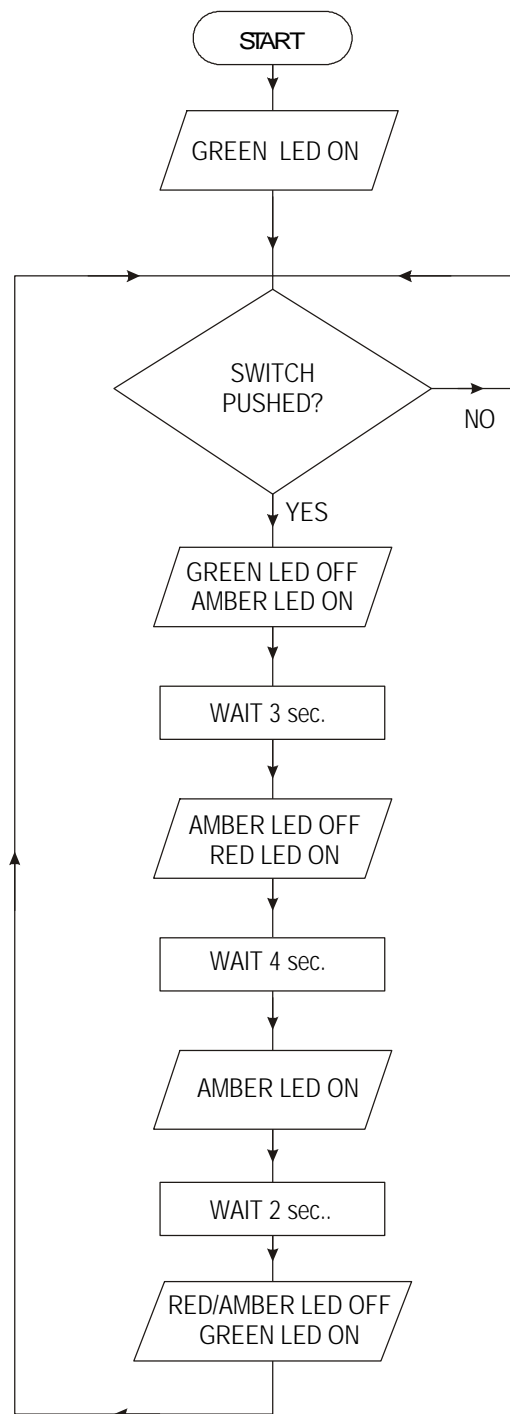 START
GREEN LED ON
SWITCH
PUSHED?
NO
YES
GREEN LED OFF
AMBER LED ON
WAIT 3 sec.
AMBER LED OFF
RED LED ON
WAIT 4 sec.
AMBER LED ON
WAIT 2 sec..
RED/AMBER LED OFF
GREEN LED ON